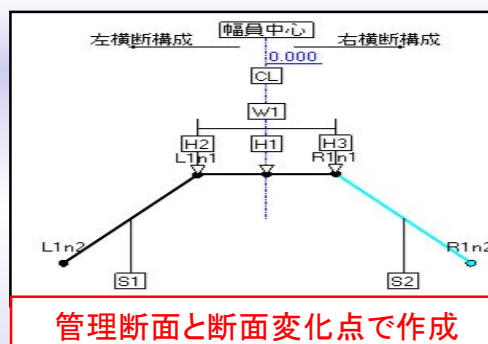 幅員中心
左横断構成
右横断構成
0.000
CL
W1
H2
H1
H3
L1n1
R1n1
L1n2
R1n2
S1
S2
管理断面と断面変化点で作成